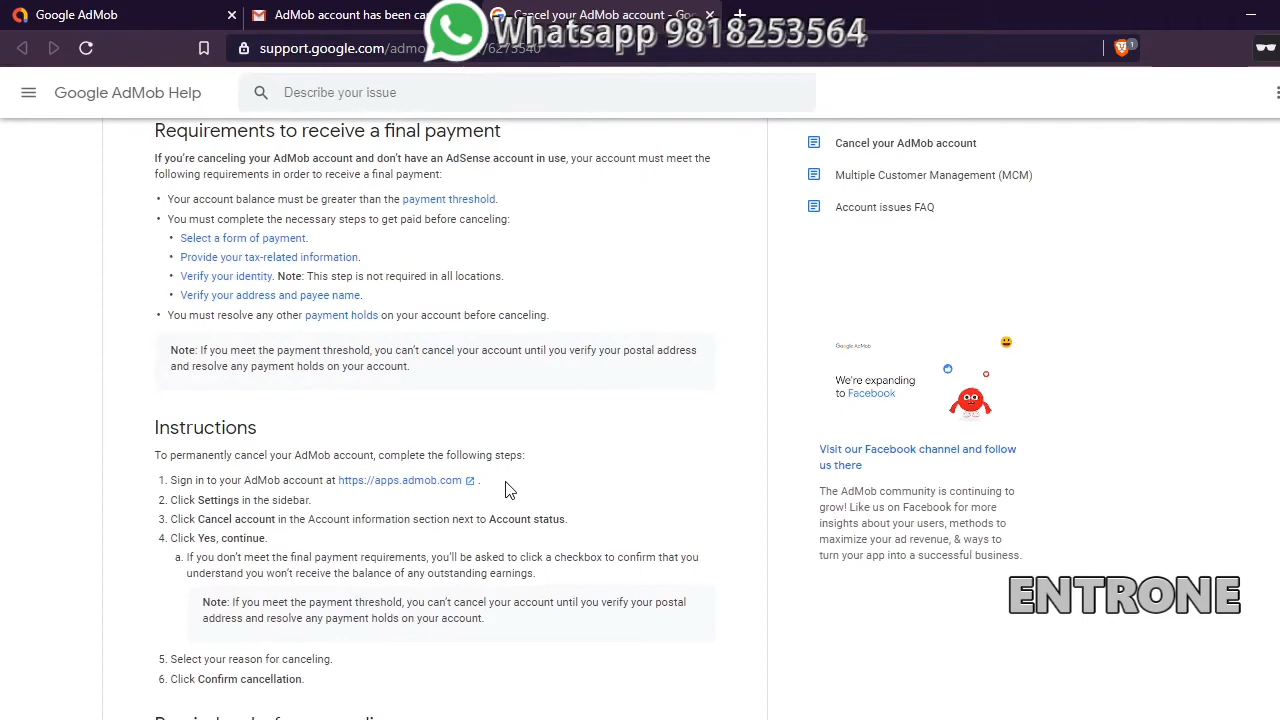 Google AdMob
AdMob account has been ca
Cancel your AdMob account - Goo
Whatsapp 9818253564
support.google.com/admo
1
Google AdMob Help
Describe your issue
Requirements to receive a final payment
If you're canceling your AdMob account and don't have an AdSense account in use, your account must meet the
following requirements in order to receive a final payment:
• Your account balance must be greater than the payment threshold.
• You must complete the necessary steps to get paid before canceling:
• Select a form of payment.
• Provide your tax-related information.
• Verify your identity. Note: This step is not required in all locations.
• Verify your address and payee name.
• You must resolve any other payment holds on your account before canceling.
Note: If you meet the payment threshold, you can't cancel your account until you verify your postal address
and resolve any payment holds on your account.
Instructions
To permanently cancel your AdMob account, complete the following steps:
1. Sign in to your AdMob account at https://apps.admob.com .
2. Click Settings in the sidebar.
3. Click Cancel account in the Account information section next to Account status.
4. Click Yes, continue.
a. If you don't meet the final payment requirements, you'll be asked to click a checkbox to confirm that you
understand you won't receive the balance of any outstanding earnings.
Note: If you meet the payment threshold, you can't cancel your account until you verify your postal
address and resolve any payment holds on your account.
5. Select your reason for canceling.
6. Click Confirm cancellation.
Cancel your AdMob account
Multiple Customer Management (MCM)
Account issues FAQ
Google AdMob
We're expanding
to Facebook
Visit our Facebook channel and follow
us there
The AdMob community is continuing to
grow! Like us on Facebook for more
insights about your users, methods to
maximize your ad revenue, & ways to
turn your app into a successful business.
ENTRONE